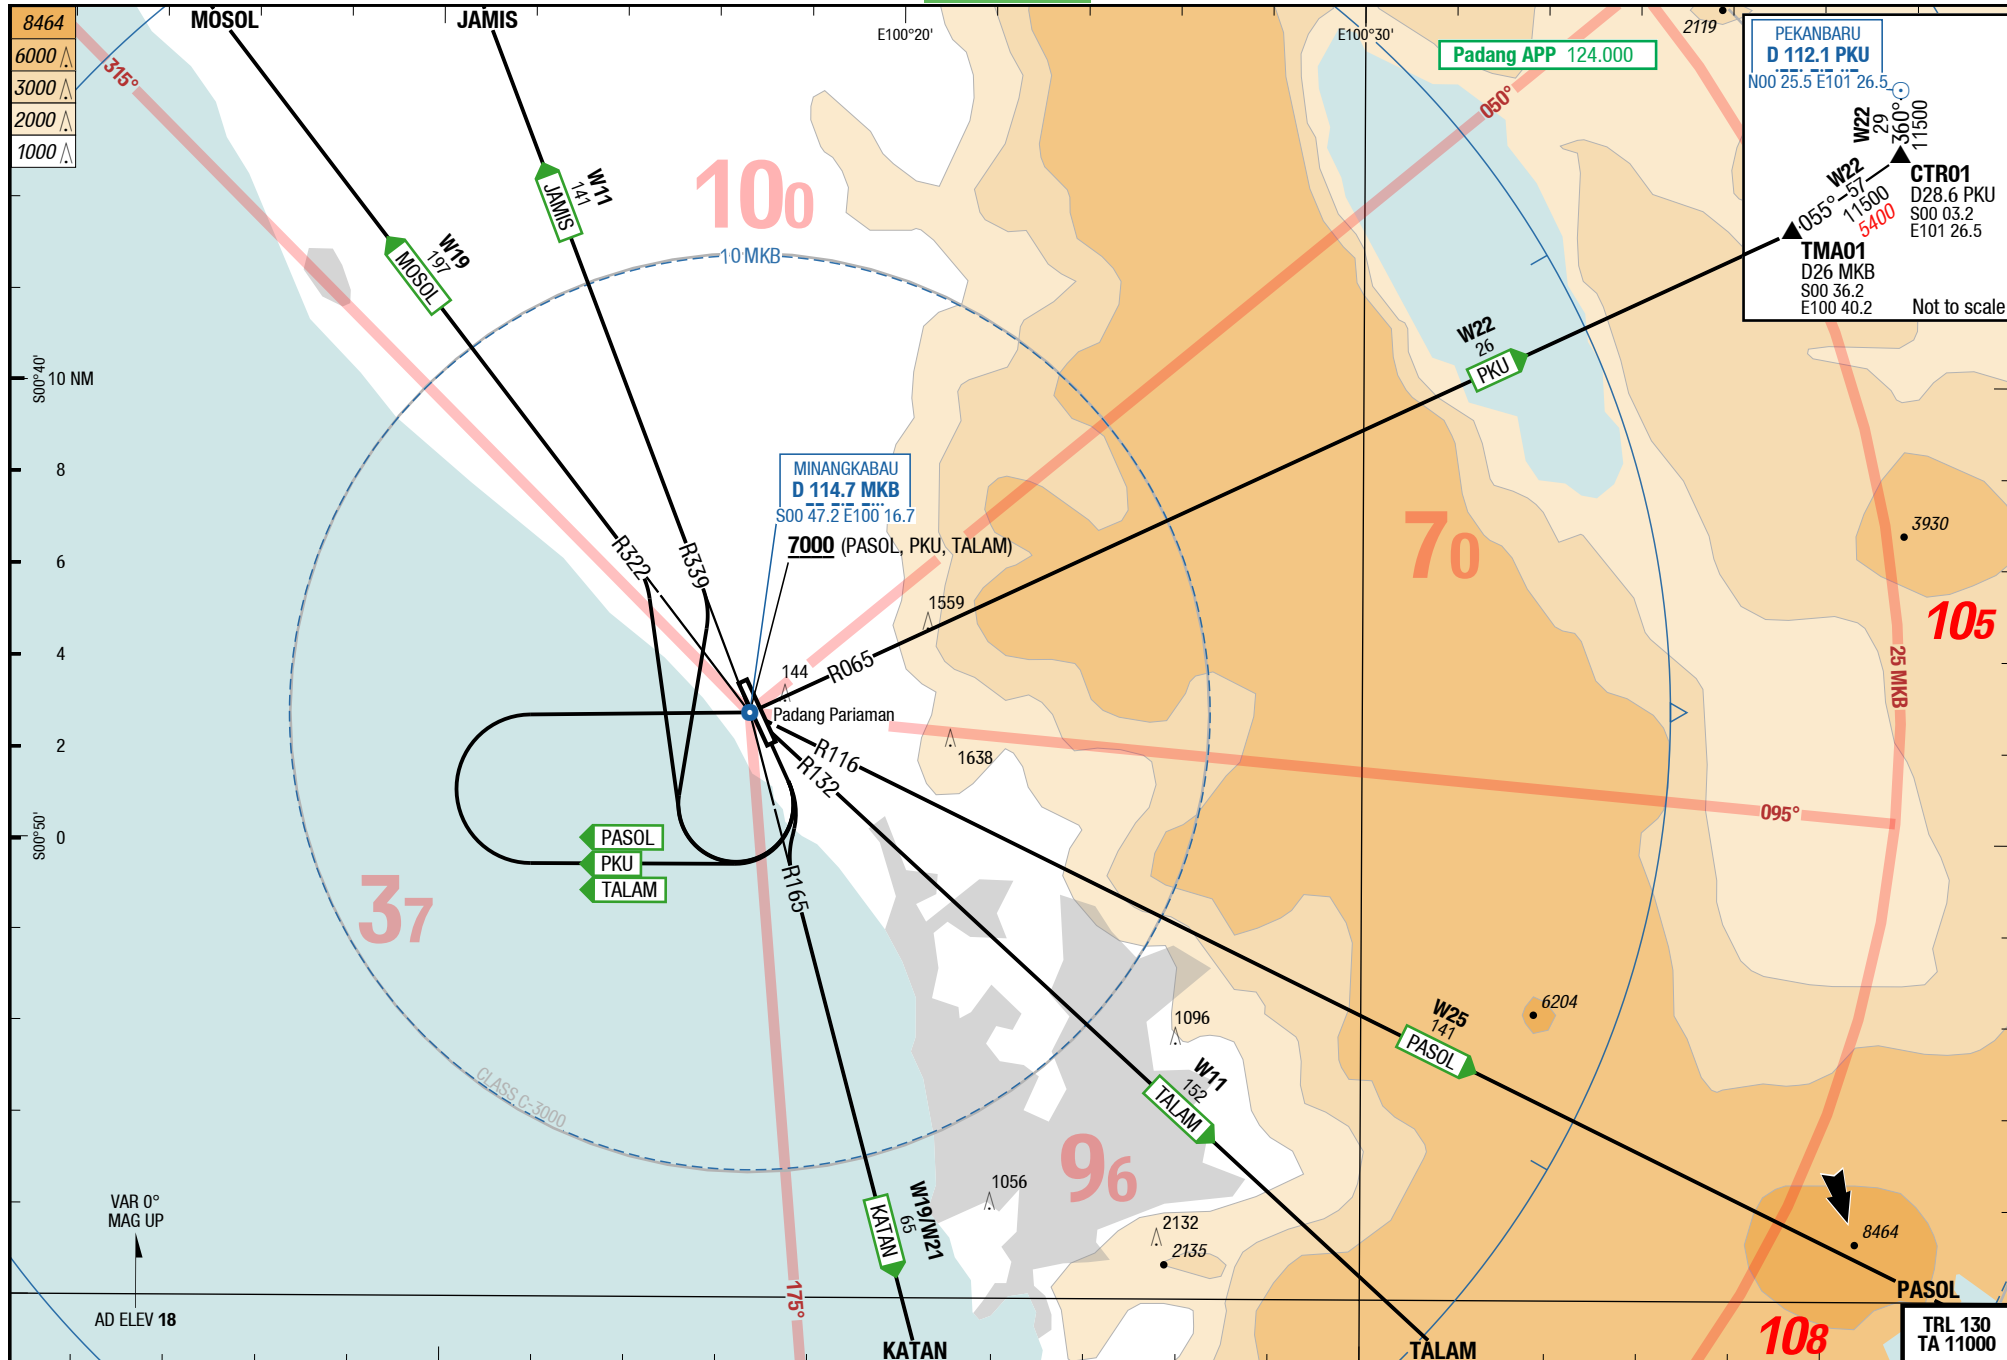 8464
6000
3000
2000
1000
MOSOL
JAMIS
E100°20'
E100°30'
2119
Padang APP 124.000
PEKANBARU
D 112.1 PKU
N00 25.5 E101 26.5
W22
29
360°
11500
W22
055°
57
11500
5400
CTR01
D28.6 PKU
S00 03.2
E101 26.5
TMA01
D26 MKB
S00 36.2
E100 40.2
Not to scale
315°
050°
W11
141
JAMIS
100
W19
197
MOSOL
10 MKB
W22
26
PKU
S00°40'
10 NM
8
6
4
2
0
S00°50'
MINANGKABAU
D 114.7 MKB
S00 47.2 E100 16.7
7000 (PASOL, PKU, TALAM)
70
3930
105
R322
R339
1559
R065
144
25 MKB
Padang Pariaman
R116
R132
1638
095°
PASOL
PKU
TALAM
37
R165
6204
1096
W25
141
PASOL
CLASS C-3000
W11
152
TALAM
96
1056
W19/W21
65
KATAN
2132
2135
8464
VAR 0°
MAG UP
AD ELEV 18
175°
PASOL
108
TRL 130
TA 11000
KATAN
TALAM